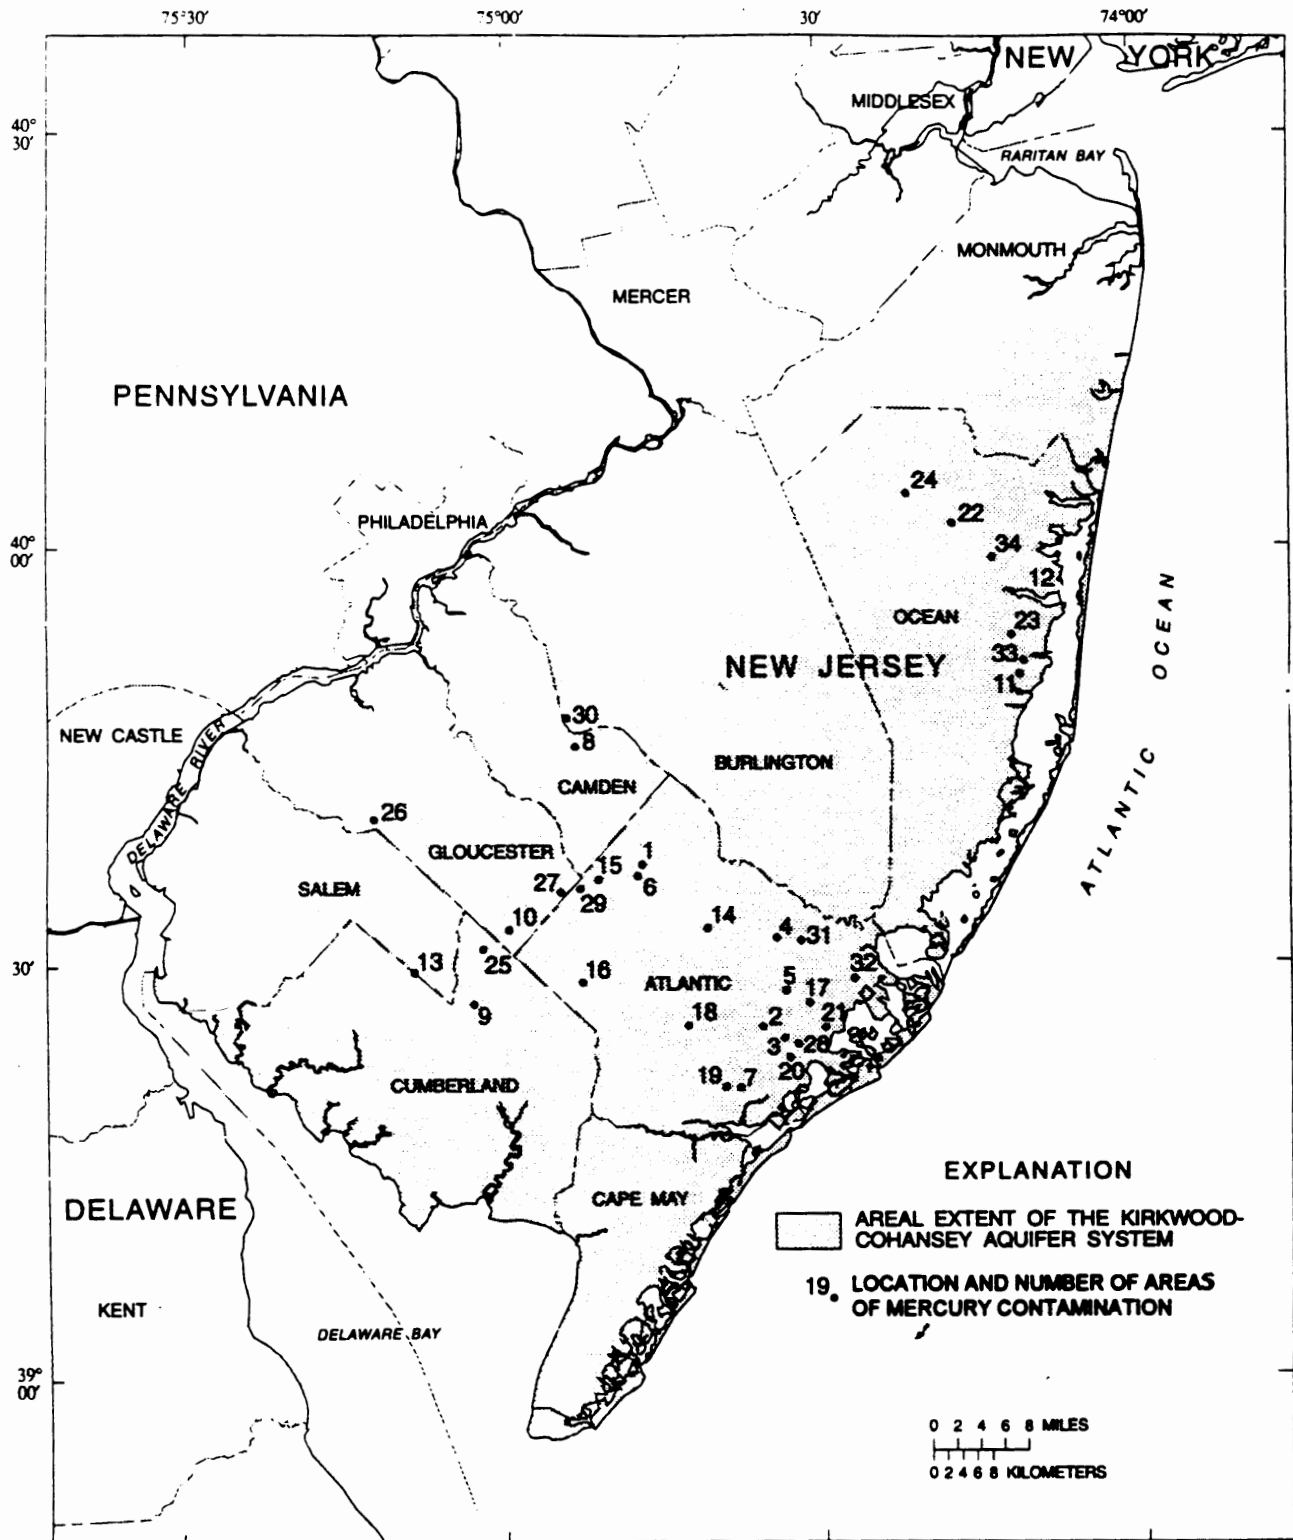 75°30' 75°00' 30' 74°00'
NEW YORK
MIDDLESEX
40°
30'
RARITAN BAY
MONMOUTH
MERCER
PENNSYLVANIA
24
PHILADELPHIA
22
40°
00'
34
12
OCEAN
23
NEW JERSEY
33
11
ATLANTIC OCEAN
30
NEW CASTLE
8
BURLINGTON
CAMDEN
DELAWARE RIVER
26
GLOUCESTER
1
15
SALEM
27
6
29
10
14
4
31
30'
13
25
16
ATLANTIC
5
32
17
9
18
2
21
3
28
20
CUMBERLAND
19
7
EXPLANATION
CAPE MAY
DELAWARE
AREAL EXTENT OF THE KIRKWOOD-
COHANSEY AQUIFER SYSTEM
19
LOCATION AND NUMBER OF AREAS
OF MERCURY CONTAMINATION
KENT
DELAWARE BAY
39°
00'
0 2 4 6 8 MILES
0 2 4 6 8 KILOMETERS